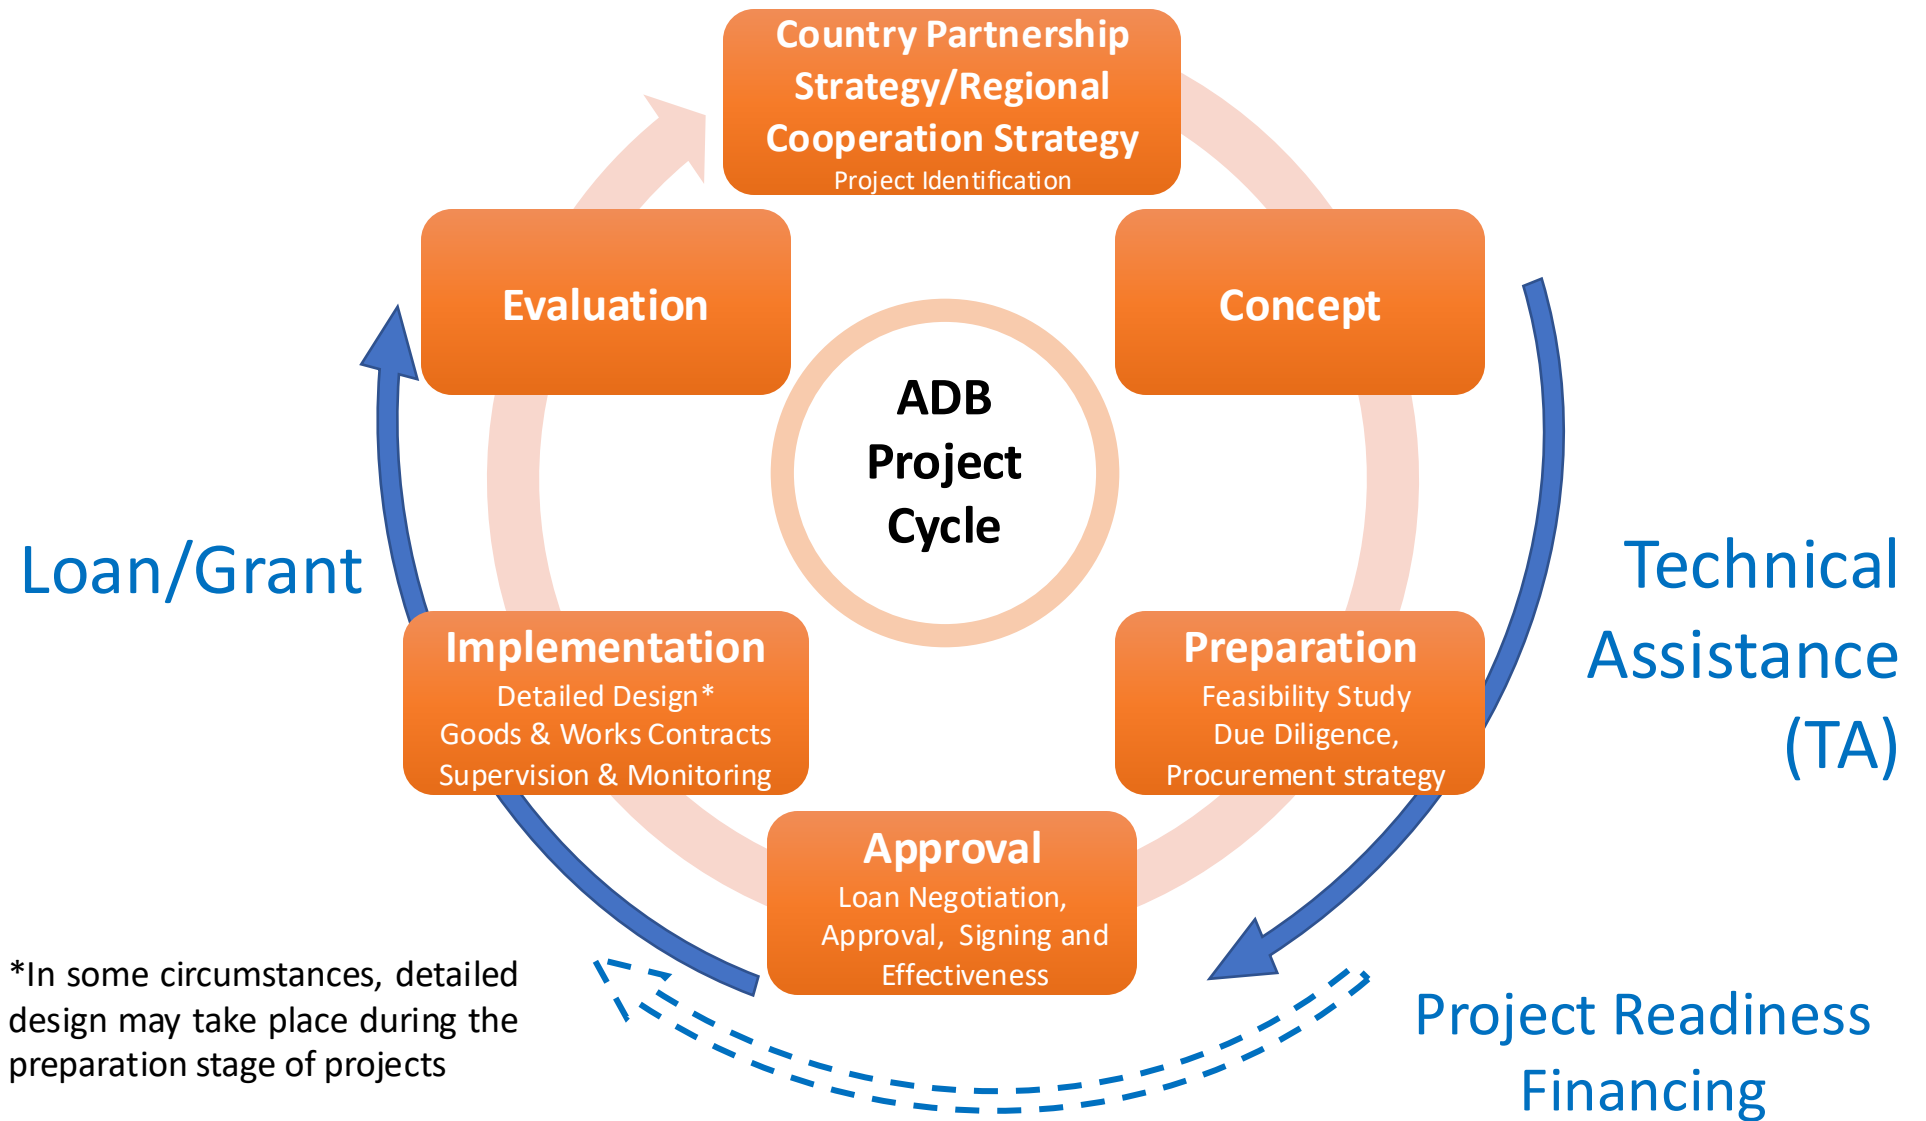 Country Partnership
Strategy/Regional
Cooperation Strategy
Project Identification
Evaluation
Concept
ADB
Project
Cycle
Loan/Grant
Technical
Assistance
(TA)
Implementation
Detailed Design*
Goods & Works Contracts
Supervision & Monitoring
Preparation
Feasibility Study
Due Diligence,
Procurement strategy
Approval
Loan Negotiation,
Approval, Signing and
Effectiveness
*In some circumstances, detailed
design may take place during the
preparation stage of projects
Project Readiness
Financing